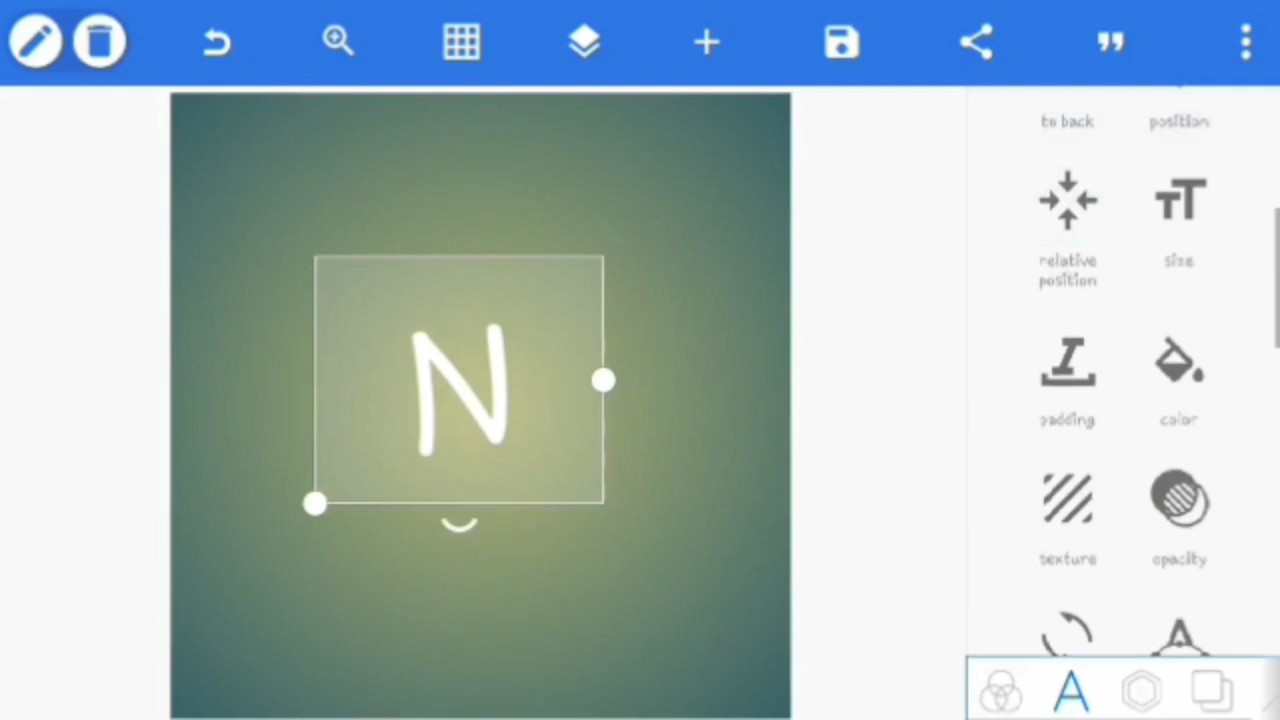 to back
position
relative position
size
N
padding
color
texture
opacity